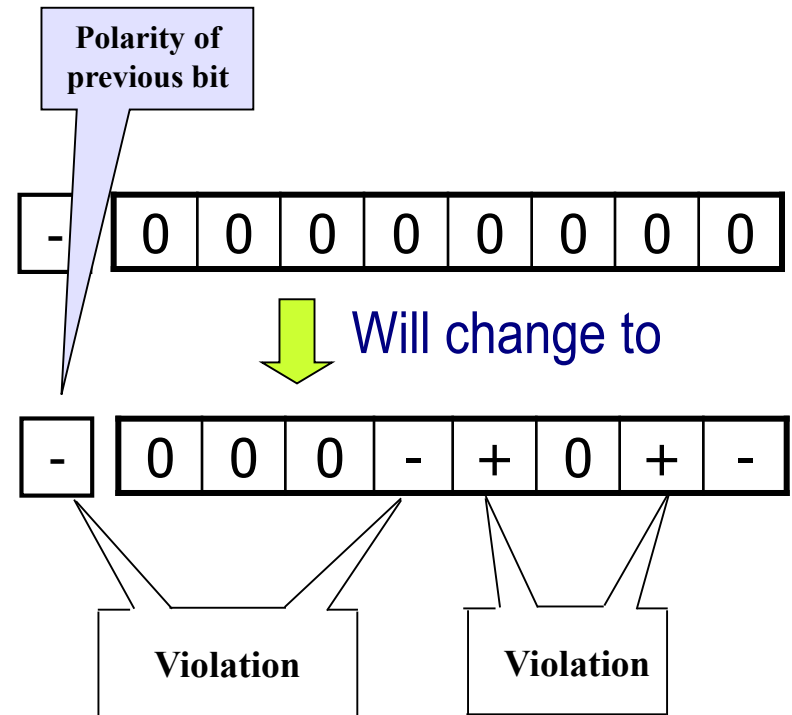 Polarity of
previous bit
- 0 0 0 0 0 0 0 0
Will change to
- 0 0 0 - + 0 + -
Violation Violation